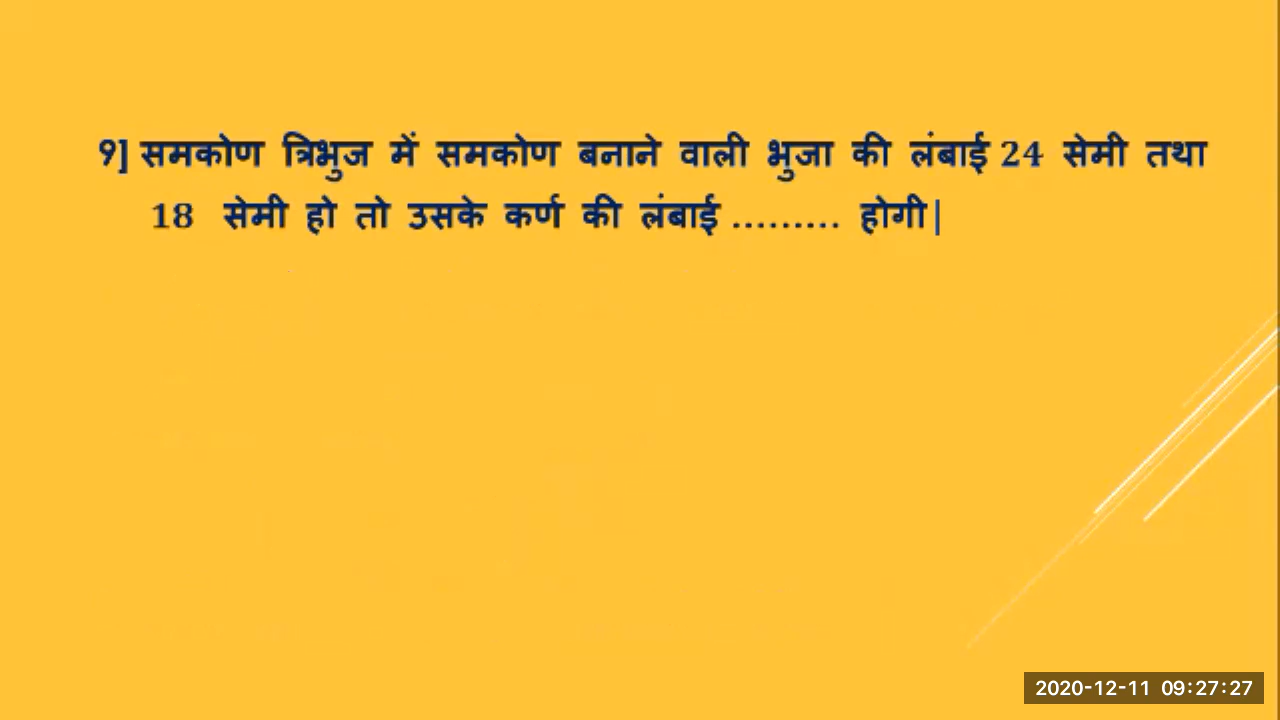 9] समकोण त्रिभुज में समकोण बनाने वाली भुजा की लंबाई 24 सेमी तथा
18 सेमी हो तो उसके कर्ण की लंबाई ......... होगी|
2020-12-11 09:27:27